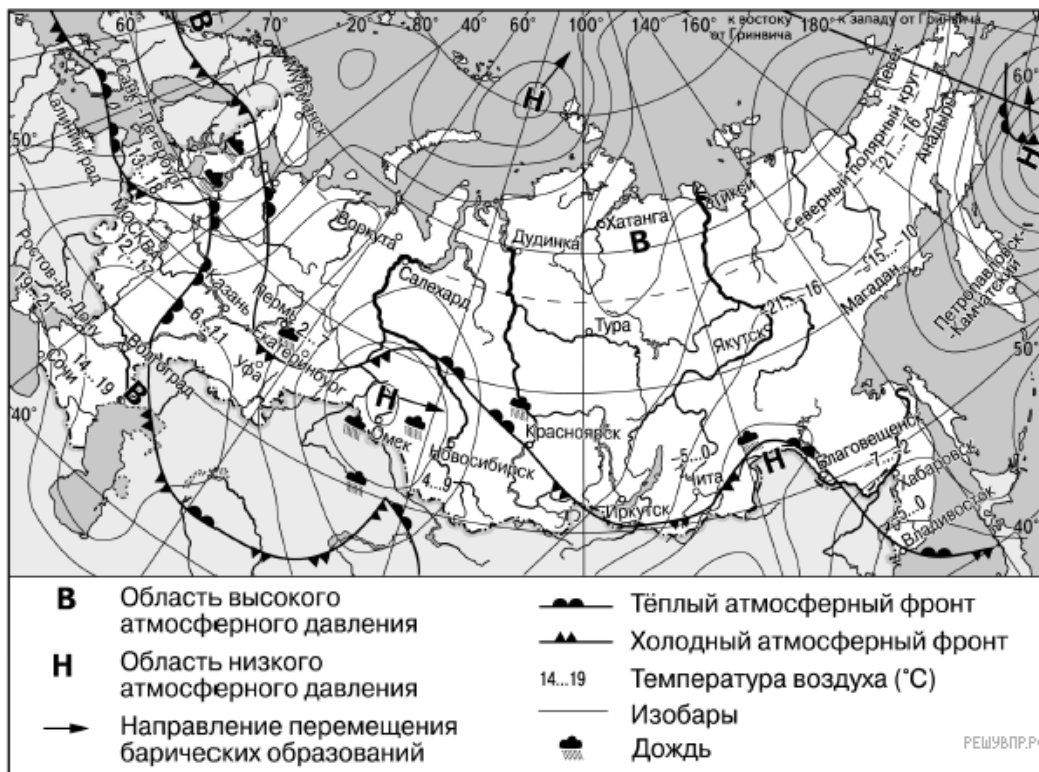 60°
70°
20°
40°
60°
80°
100°
120°
140°
160°
180°
к востоку
от Гринвича
к западу от Гринвича
В
Н
60°
Н
50°
Калининград
Санкт-Петербург
13...18
Мурманск
МОСКВА
12...17
Воркута
Дудинка
Хатанга
В
Тикси
Певек
Северный полярный круг
-21...-16
Анадырь
Ростов-на-Дону
19...21
Казань
6...11
Пермь 2...7
Салехард
Тура
-21...-16
Якутск
-15...-10
Магадан
Петропавловск-
-Камчатский
50°
Сочи
14...19
Волгоград
В
Уфа
Екатеринбург
Н
Омск
Новосибирск
4...9
Красноярск
Иркутск
-5...0
Чита
Н
Благовещенск
-7...-2
Хабаровск
-5...0
Владивосток
40°
40°
В Область высокого
атмосферного давления
Н Область низкого
атмосферного давления
Направление перемещения
барических образований
Тёплый атмосферный фронт
Холодный атмосферный фронт
14...19 Температура воздуха (°С)
Изобары
Дождь
РЕШУВПР.РФ